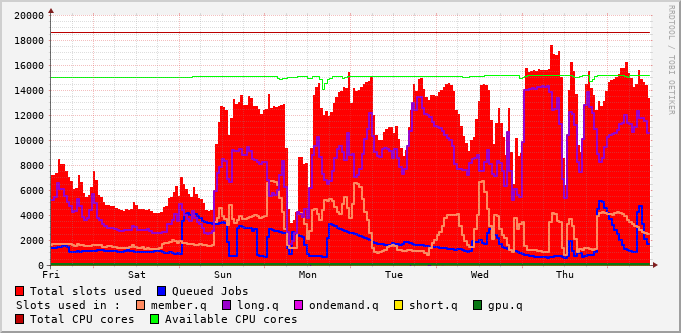 RRDTOOL / TOBI OETIKER
20000
18000
16000
14000
12000
10000
8000
6000
4000
2000
0
Fri Sat Sun Mon Tue Wed Thu
Total slots used Queued Jobs
Slots used in : member.q long.q ondemand.q short.q gpu.q
Total CPU cores Available CPU cores